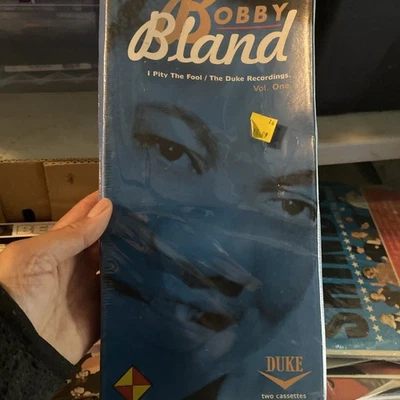 BOBBY
Bland
I Pity The Fool / The Duke Recordings,
Vol. One
DUKE
two cassettes